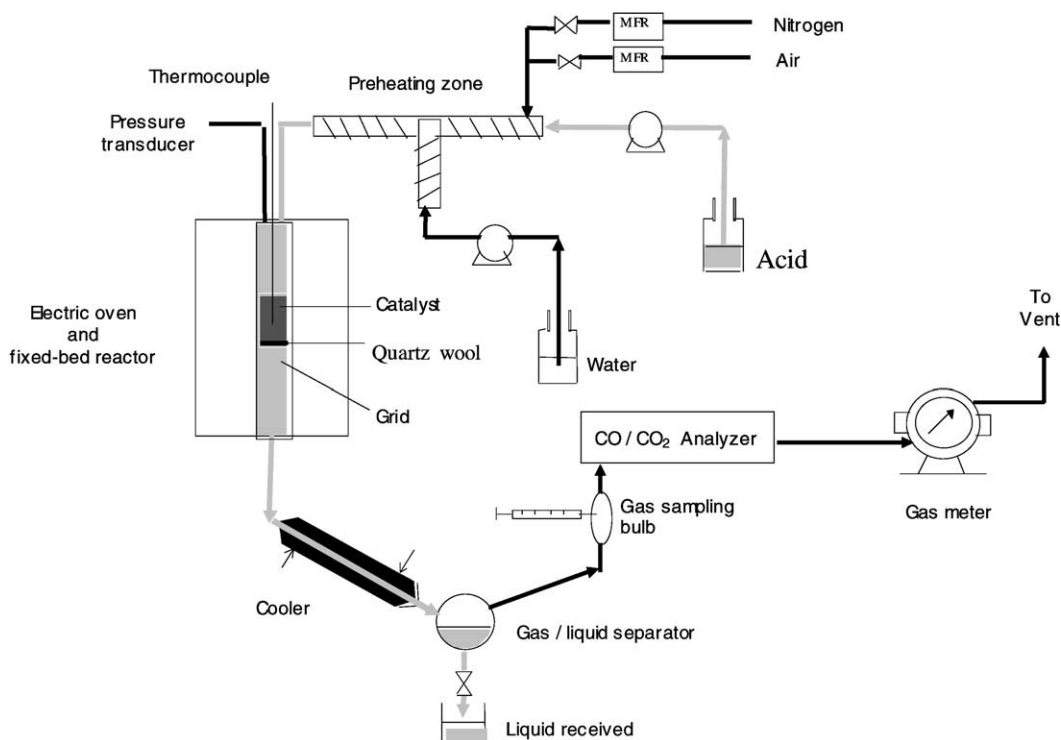 MFR
Nitrogen
MFR
Air
Thermocouple
Preheating zone
Pressure
transducer
Acid
Electric oven
and
fixed-bed reactor
Catalyst
Quartz wool
Grid
Water
To
Vent
CO / CO₂ Analyzer
Gas sampling
bulb
Gas meter
Cooler
Gas / liquid separator
Liquid received